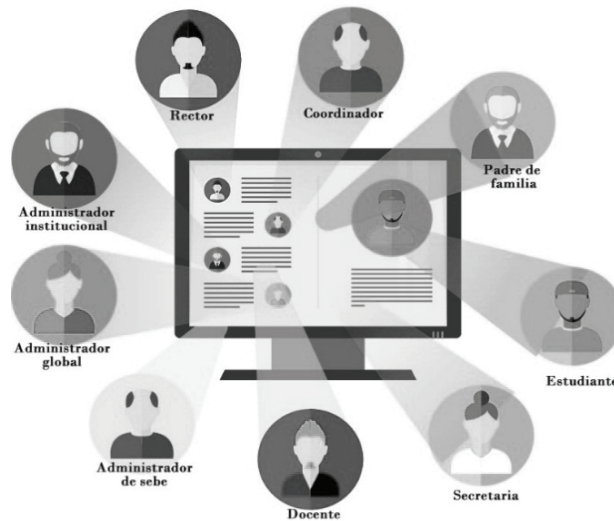 Rector
Coordinador
Padre de
familia
Administrador
institucional
Administrador
global
Estudiante
Administrador
de sebe
Secretaria
Docente